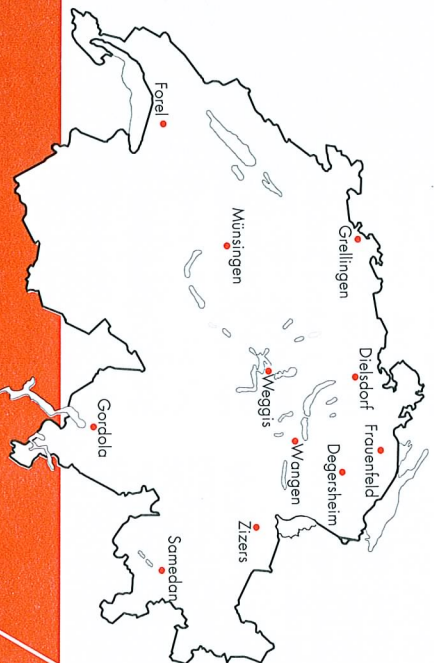 Grellingen
Dielsdorf
Frauenfeld
Degersheim
Wangen
Weggis
Münsingen
Zizers
Forel
Samedan
Gordola